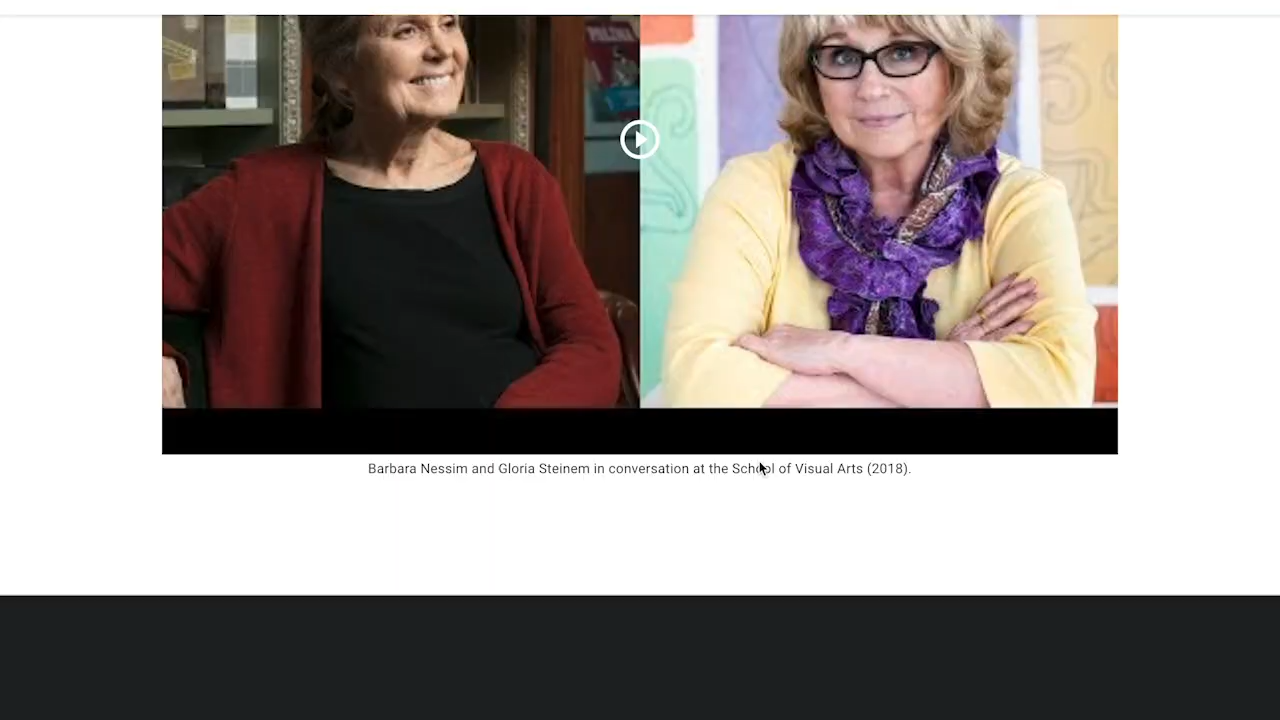 Barbara Nessim and Gloria Steinem in conversation at the School of Visual Arts (2018).